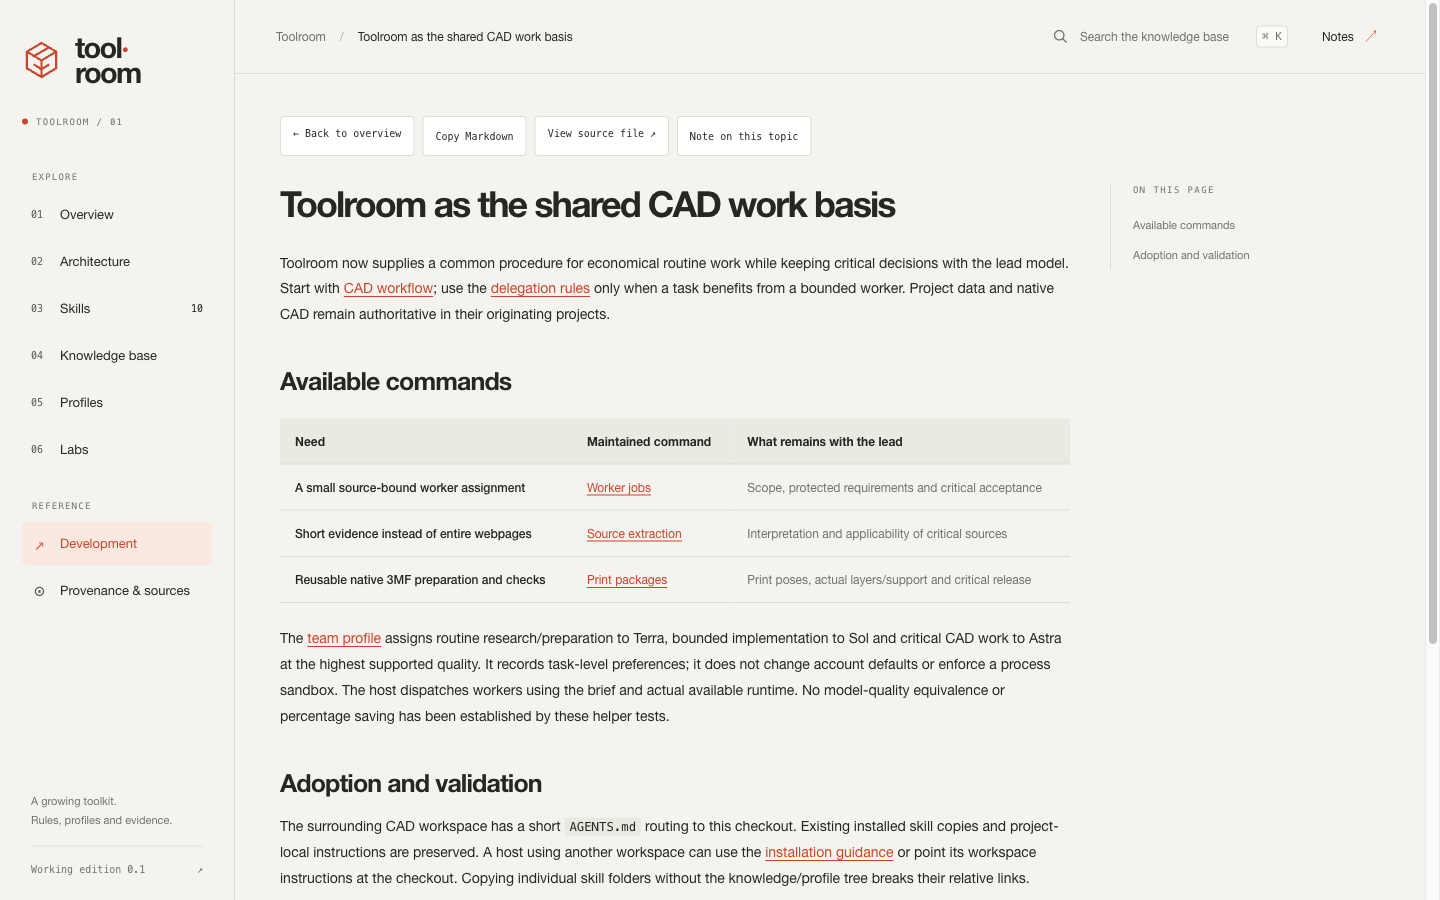 tool·
room
TOOLROOM / 01
EXPLORE
01 Overview
02 Architecture
03 Skills 10
04 Knowledge base
05 Profiles
06 Labs
REFERENCE
↗ Development
Provenance & sources
A growing toolkit.
Rules, profiles and evidence.
Working edition 0.1 ↗
Toolroom / Toolroom as the shared CAD work basis
Search the knowledge base ⌘ K
Notes ↗
← Back to overview
Copy Markdown
View source file ↗
Note on this topic
Toolroom as the shared CAD work basis
Toolroom now supplies a common procedure for economical routine work while keeping critical decisions with the lead model.
Start with CAD workflow; use the delegation rules only when a task benefits from a bounded worker. Project data and native
CAD remain authoritative in their originating projects.
Available commands
Need Maintained command What remains with the lead
A small source-bound worker assignment Worker jobs Scope, protected requirements and critical acceptance
Short evidence instead of entire webpages Source extraction Interpretation and applicability of critical sources
Reusable native 3MF preparation and checks Print packages Print poses, actual layers/support and critical release
The team profile assigns routine research/preparation to Terra, bounded implementation to Sol and critical CAD work to Astra
at the highest supported quality. It records task-level preferences; it does not change account defaults or enforce a process
sandbox. The host dispatches workers using the brief and actual available runtime. No model-quality equivalence or
percentage saving has been established by these helper tests.
Adoption and validation
The surrounding CAD workspace has a short AGENTS.md routing to this checkout. Existing installed skill copies and project-
local instructions are preserved. A host using another workspace can use the installation guidance or point its workspace
instructions at the checkout. Copying individual skill folders without the knowledge/profile tree breaks their relative links.
ON THIS PAGE
Available commands
Adoption and validation